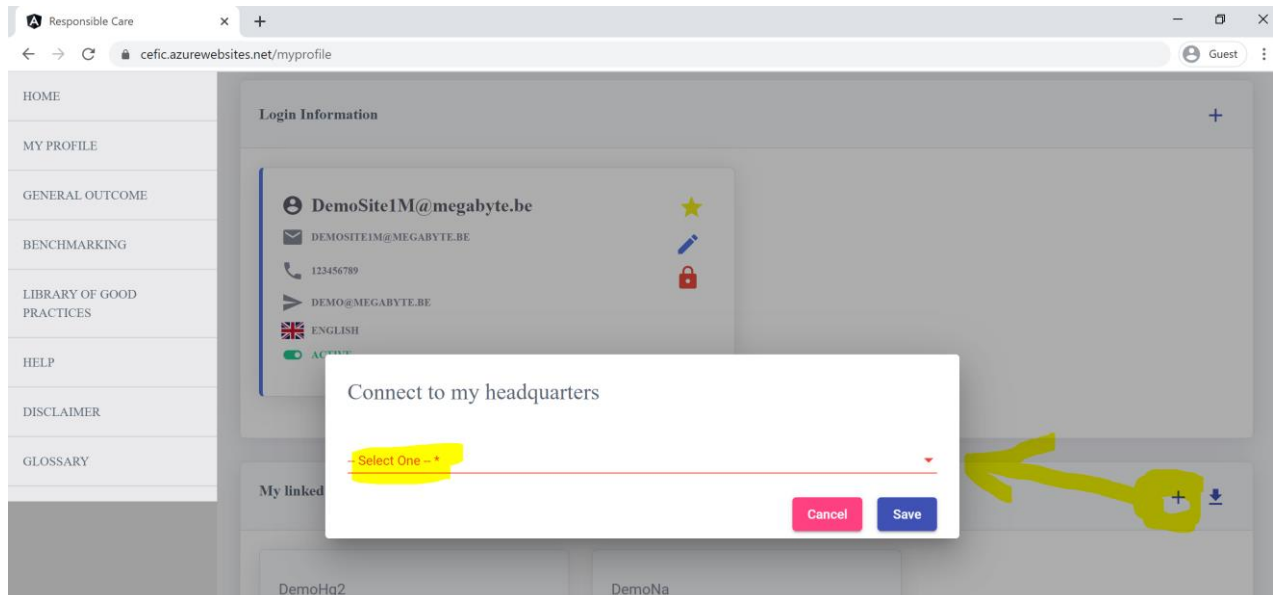 Responsible Care
cefic.azurewebsites.net/myprofile
Guest
HOME
MY PROFILE
GENERAL OUTCOME
BENCHMARKING
LIBRARY OF GOOD
PRACTICES
HELP
DISCLAIMER
GLOSSARY
Login Information
DemoSite1M@megabyte.be
DEMOSITE1M@MEGABYTE.BE
123456789
DEMO@MEGABYTE.BE
ENGLISH
Connect to my headquarters
-- Select One -- *
Cancel
Save
My linked
DemoHq2
DemoNa